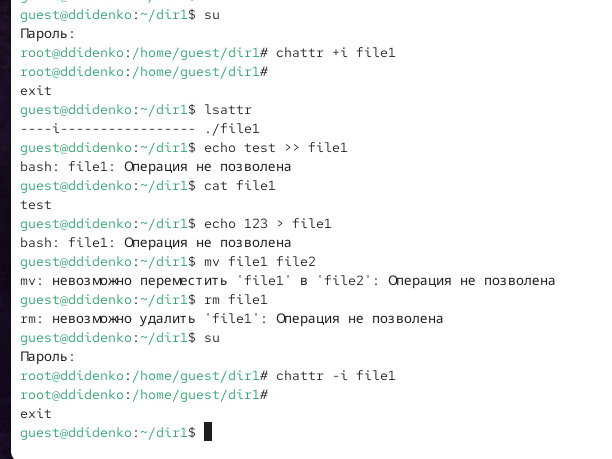 guest@ddidenko:~/dir1$ su
Пароль:
root@ddidenko:/home/guest/dir1# chattr +i file1
root@ddidenko:/home/guest/dir1#
exit
guest@ddidenko:~/dir1$ lsattr
----i----------------- ./file1
guest@ddidenko:~/dir1$ echo test >> file1
bash: file1: Операция не позволена
guest@ddidenko:~/dir1$ cat file1
test
guest@ddidenko:~/dir1$ echo 123 > file1
bash: file1: Операция не позволена
guest@ddidenko:~/dir1$ mv file1 file2
mv: невозможно переместить 'file1' в 'file2': Операция не позволена
guest@ddidenko:~/dir1$ rm file1
rm: невозможно удалить 'file1': Операция не позволена
guest@ddidenko:~/dir1$ su
Пароль:
root@ddidenko:/home/guest/dir1# chattr -i file1
root@ddidenko:/home/guest/dir1#
exit
guest@ddidenko:~/dir1$